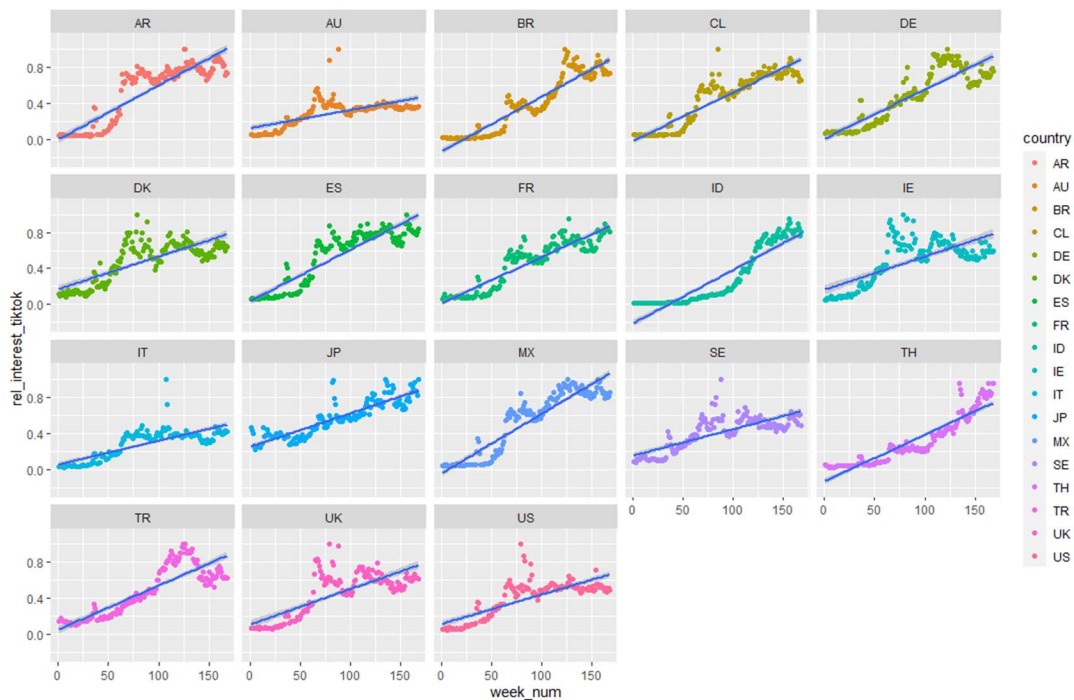 AR AU BR CL DE
0.8
0.4
0.0
DK ES FR ID IE
0.8
0.4
0.0
IT JP MX SE TH
0.8
0.4
0.0
0 50 100 150 0 50 100 150
TR UK US
0.8
0.4
0.0
0 50 100 150 0 50 100 150 0 50 100 150
week_num
rel_interest_tiktok
country
AR
AU
BR
CL
DE
DK
ES
FR
ID
IE
IT
JP
MX
SE
TH
TR
UK
US